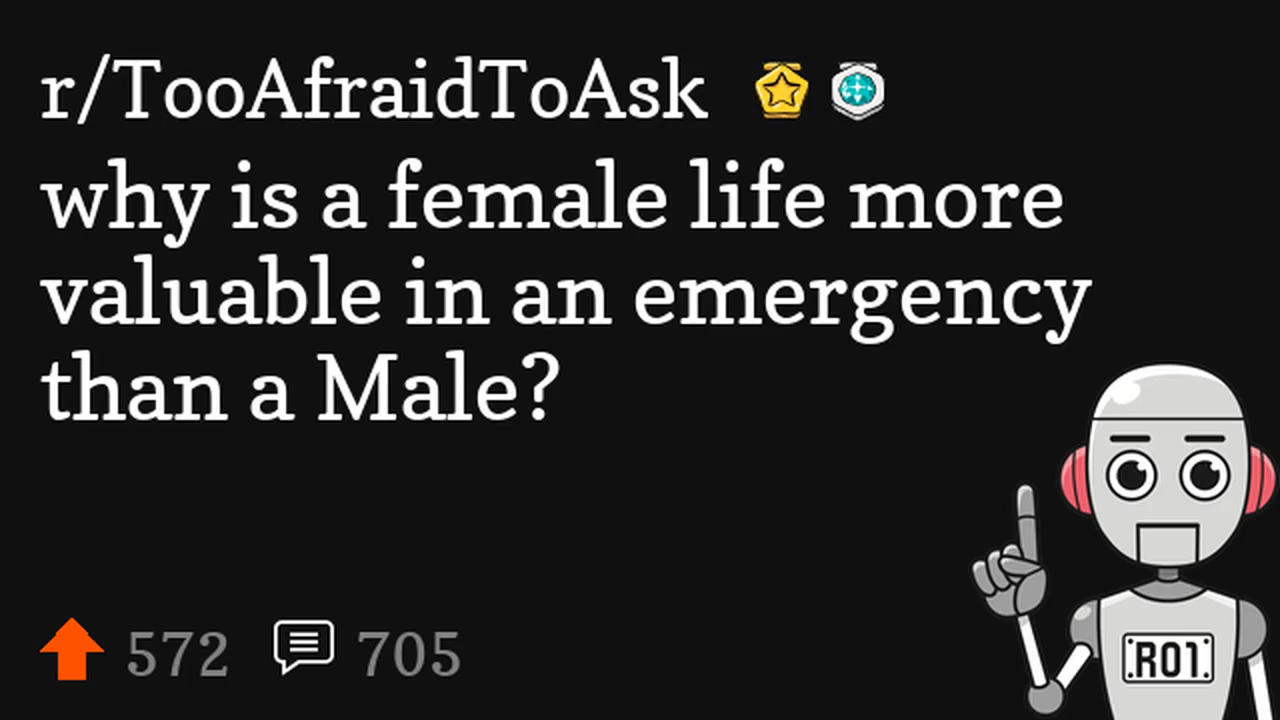 r/TooAfraidToAsk
why is a female life more
valuable in an emergency
than a Male?
572 705
R01